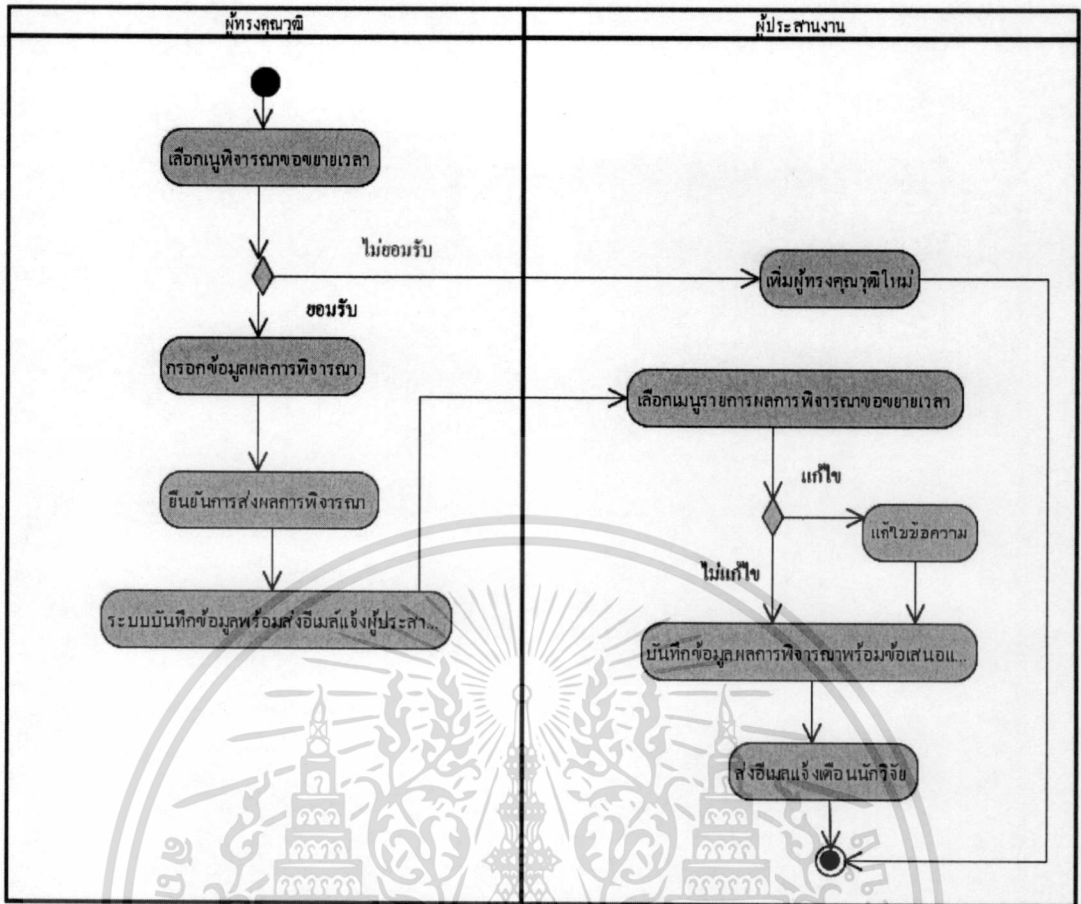 ผู้ทรงคุณวุฒิ
ผู้ประสานงาน
เลือกเนูพิจารณาขอขยายเวลา
ไม่ยอมรับ
เพิ่มผู้ทรงคุณวุฒิใหม่
ยอมรับ
กรอกข้อมูลผลการพิจารณา
เลือกเมนูรายการผลการพิจารณาขอขยายเวลา
แก้ไข
ยืนยันการส่งผลการพิจารณา
แก้ไขข้อความ
ไม่แก้ไข
ระบบบันทึกข้อมูลพร้อมส่งอีเมล์แจ้งผู้ประสา...
บันทึกข้อมูลผลการพิจารณาพร้อมข้อเสนอแ...
ส่งอีเมลแจ้งเตือนนักวิจัย